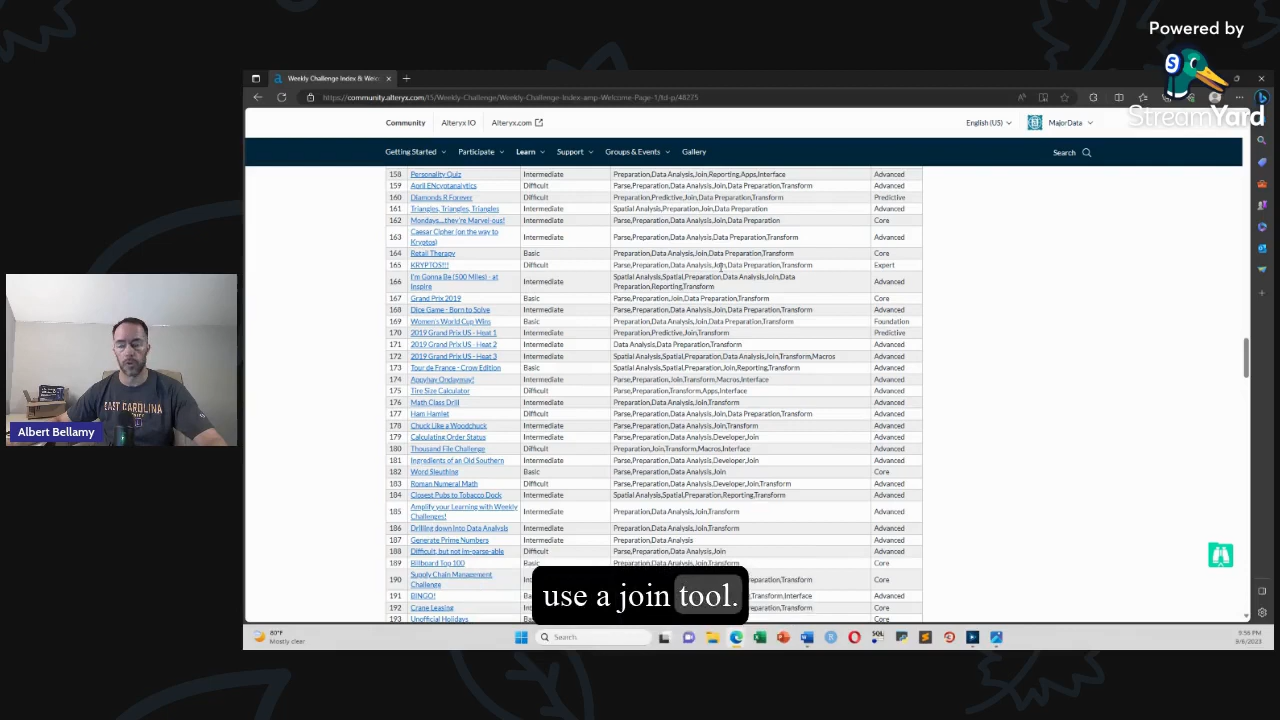 Powered by
StreamYard
Weekly Challenge Index & Welc
https://community.alteryx.com/t5/Weekly-Challenge/Weekly-Challenge-Index-amp-Welcome-Page-1/td-p/48275
Community Alteryx IO Alteryx.com English (US) MajorData
Getting Started Participate Learn Support Groups & Events Gallery Search
158 Personality Quiz Intermediate Preparation,Data Analysis,Join,Reporting,Apps,Interface Advanced
159 April ENcyptanalytics Difficult Parse,Preparation,Data Analysis,Join,Data Preparation,Transform Advanced
160 Diamonds R Forever Difficult Preparation,Predictive,Join,Data Preparation,Transform Predictive
161 Triangles, Triangles, Triangles Intermediate Spatial Analysis,Preparation,Join,Data Preparation Advanced
162 Mondays....they're Marvel-ous! Intermediate Parse,Preparation,Data Analysis,Join,Data Preparation Core
163 Caesar Cipher (on the way to Kryptos) Intermediate Parse,Preparation,Data Analysis,Data Preparation,Transform Advanced
164 Retail Therapy Basic Preparation,Data Analysis,Join,Data Preparation,Transform Core
165 KRYPTOS!!! Difficult Parse,Preparation,Data Analysis,Join,Data Preparation,Transform Expert
166 I'm Gonna Be (500 Miles) - at Inspire Intermediate Spatial Analysis,Spatial,Preparation,Data Analysis,Join,Data Preparation,Reporting,Transform Advanced
167 Grand Prix 2019 Basic Preparation,Join,Data Preparation,Transform Core
168 Dice Game - Born to Solve Intermediate Parse,Preparation,Data Analysis,Join,Data Preparation,Transform Advanced
169 Women's World Cup Wins Basic Preparation,Data Analysis,Join,Data Preparation,Transform Foundation
170 2019 Grand Prix US - Heat 1 Intermediate Preparation,Predictive,Join,Transform Predictive
171 2019 Grand Prix US - Heat 2 Intermediate Data Analysis,Data Preparation,Transform Advanced
172 2019 Grand Prix US - Heat 3 Intermediate Spatial Analysis,Spatial,Preparation,Data Analysis,Join,Transform,Macros Advanced
173 Tour de France - Crow Edition Basic Spatial Analysis,Spatial,Preparation,Join,Reporting,Transform Advanced
174 Appyhay Ondaymay! Intermediate Parse,Preparation,Join,Transform,Macros,Interface Advanced
175 Tire Size Calculator Difficult Parse,Preparation,Transform,Apps,Interface Advanced
176 Math Class Drill Intermediate Preparation,Data Analysis,Join,Transform Advanced
177 Ham Hamlet Difficult Parse,Preparation,Data Analysis,Join,Data Preparation,Transform Advanced
178 Chuck Like a Woodchuck Intermediate Parse,Preparation,Data Analysis,Join,Transform Advanced
179 Calculating Order Status Intermediate Parse,Preparation,Data Analysis,Developer,Join Advanced
180 Thousand File Challenge Difficult Preparation,Join,Transform,Macros,Interface Advanced
181 Ingredients of an Old Southern Intermediate Parse,Preparation,Data Analysis,Developer,Join Advanced
182 Word Sleuthing Basic Parse,Preparation,Data Analysis,Join Core
183 Roman Numeral Math Difficult Parse,Preparation,Data Analysis,Developer,Join,Transform Advanced
184 Closest Pubs to Tobacco Dock Intermediate Spatial Analysis,Spatial,Preparation,Reporting,Transform Advanced
185 Amplify your Learning with Weekly Challenges! Intermediate Preparation,Data Analysis,Join,Transform Advanced
186 Drilling down Into Data Analysis Intermediate Preparation,Data Analysis,Join,Transform Advanced
187 Generate Prime Numbers Intermediate Preparation,Data Analysis Advanced
188 Difficult, but not im-parse-able Difficult Parse,Preparation,Data Analysis,Join Advanced
189 Billboard Top 100 Core
190 Supply Chain Management Challenge reparation,Transform Core
191 BINGO! Transform,Interface Advanced
192 Crane Leasing reparation,Transform Core
193 Unofficial Holidays Core
use a join tool.
EAST CAROLINA
Albert Bellamy
80°F
Mostly clear
Search
SQL
9:36 PM